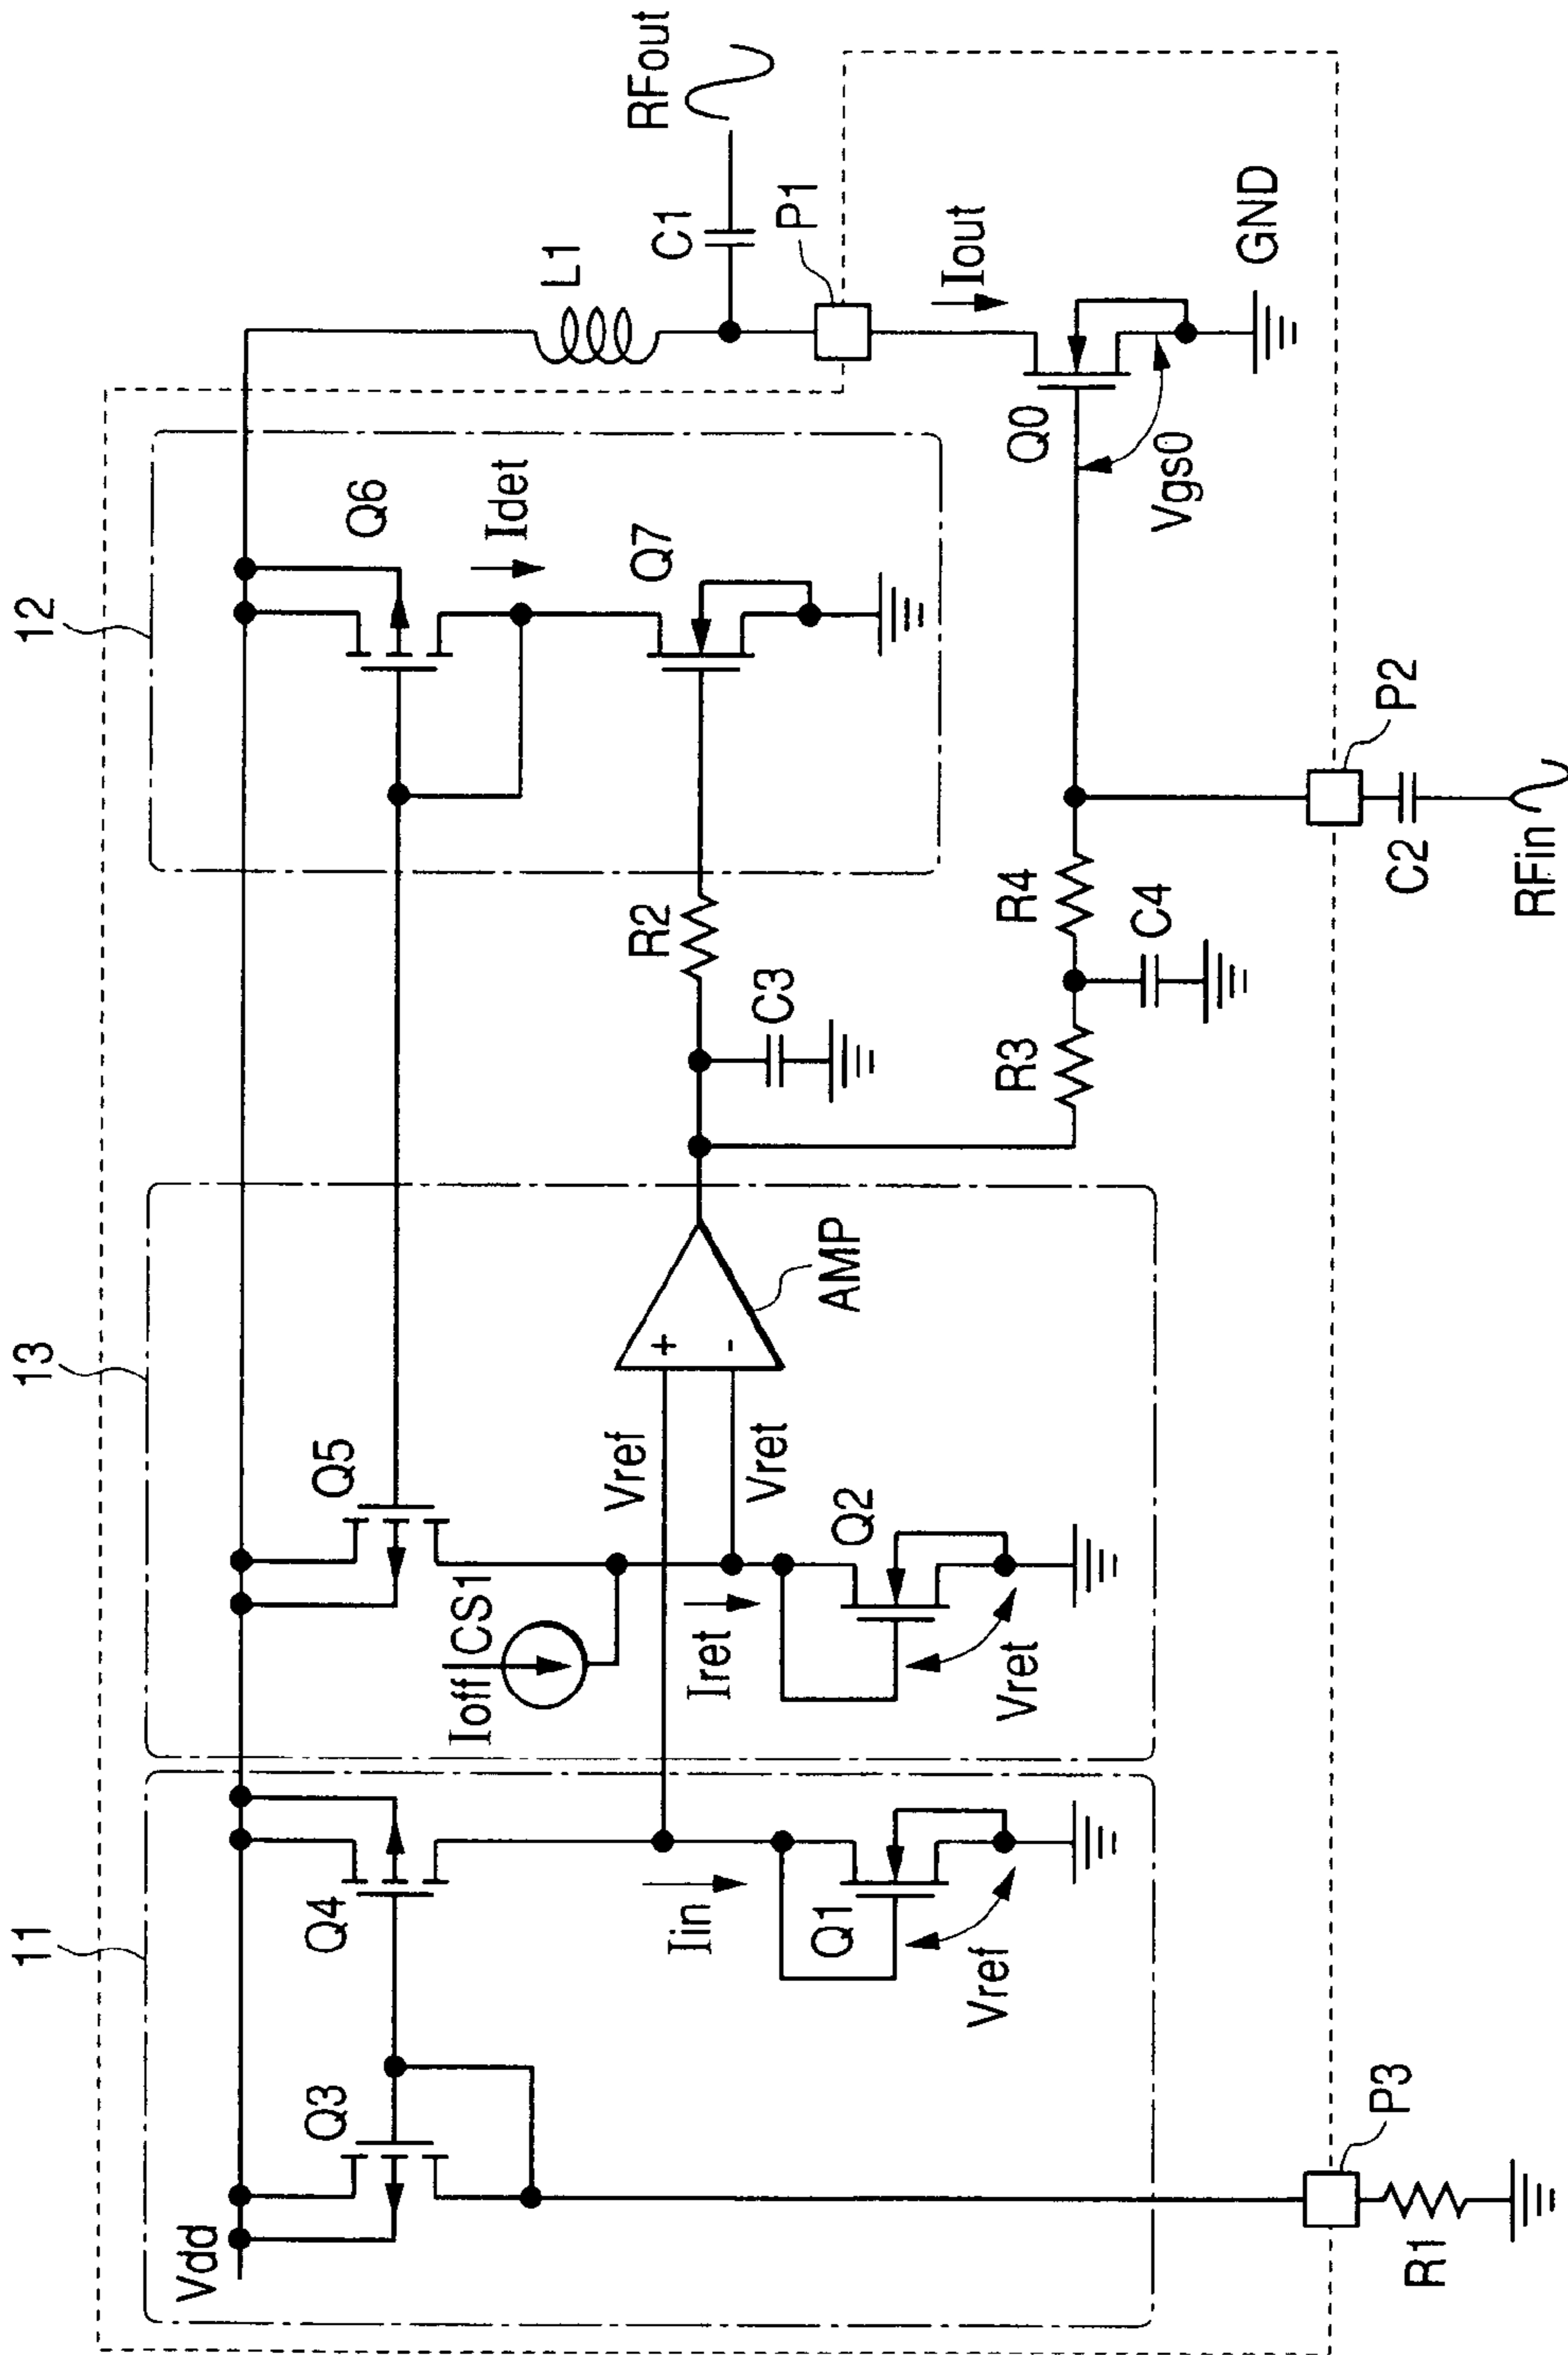 11
13
12
Vdd
Q3
Q4
Iin
Q1
Vref
P3
R1
Q5
Ioff
CS1
Iret
Q2
Vret
Vref
Vret
+
-
AMP
C3
R2
R3
R4
C4
Q6
Idet
Q7
L1
C1
RFout
P1
Iout
Q0
Vgs0
GND
P2
C2
RFin